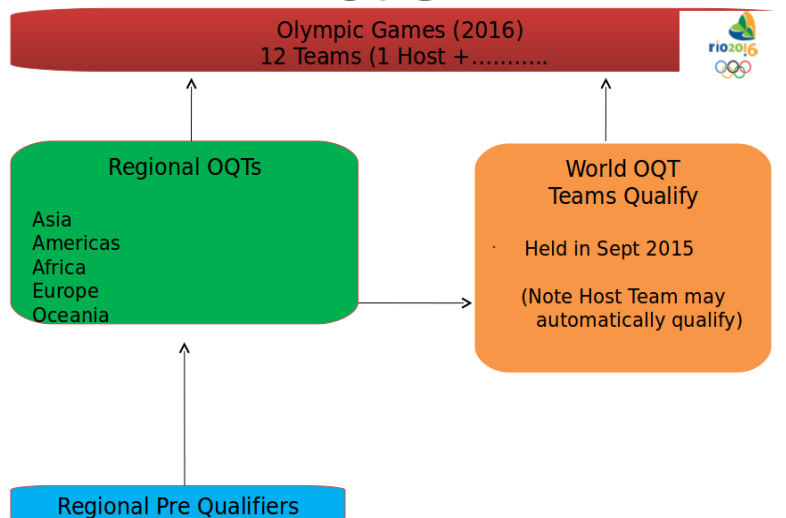 Olympic Games (2016)
12 Teams (1 Host +………..
rio2016
Regional OQTs
Asia
Americas
Africa
Europe
Oceania
World OQT
Teams Qualify
· Held in Sept 2015
(Note Host Team may
automatically qualify)
Regional Pre Qualifiers